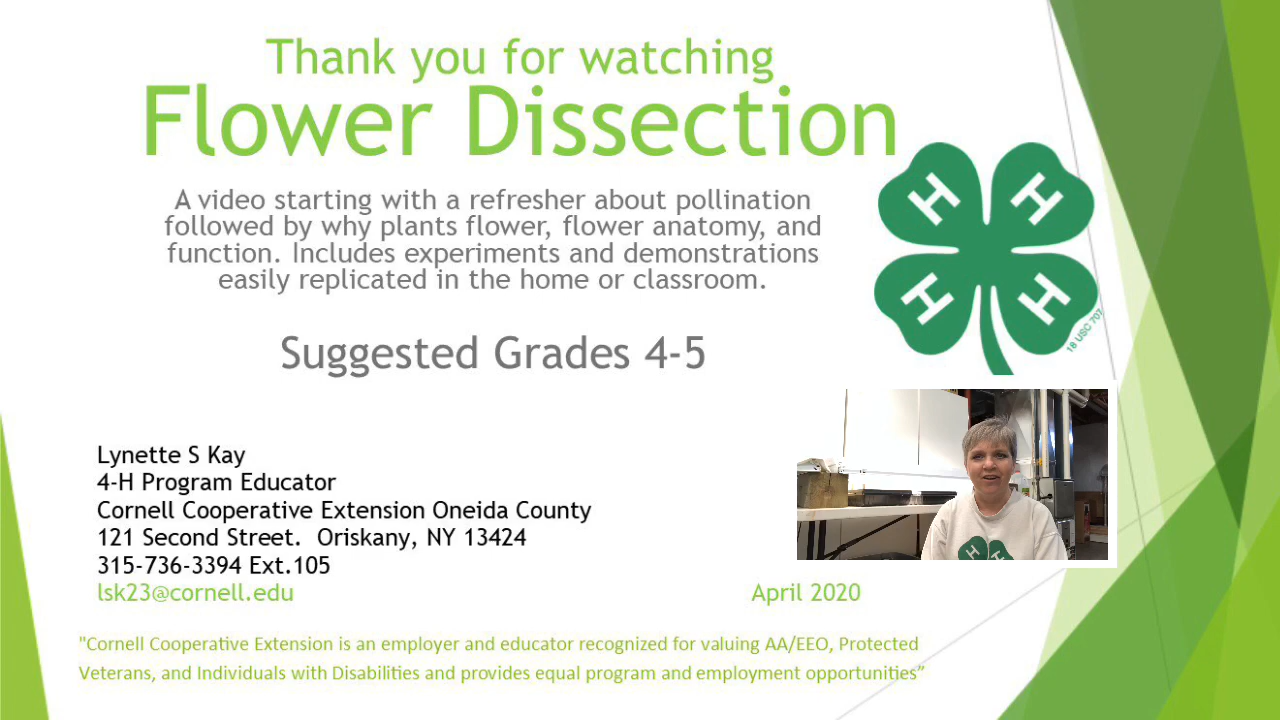 Thank you for watching
Flower Dissection
A video starting with a refresher about pollination
followed by why plants flower, flower anatomy, and
function. Includes experiments and demonstrations
easily replicated in the home or classroom.
H H
H H
18 USC 707
Suggested Grades 4-5
Lynette S Kay
4-H Program Educator
Cornell Cooperative Extension Oneida County
121 Second Street. Oriskany, NY 13424
315-736-3394 Ext.105
lsk23@cornell.edu
April 2020
H H
"Cornell Cooperative Extension is an employer and educator recognized for valuing AA/EEO, Protected
Veterans, and Individuals with Disabilities and provides equal program and employment opportunities”